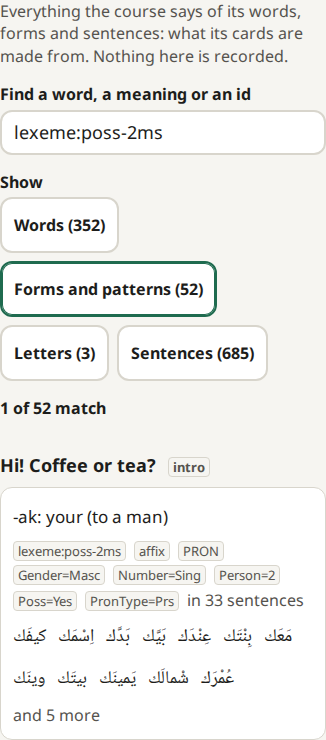 Everything the course says of its words,
forms and sentences: what its cards are
made from. Nothing here is recorded.
Find a word, a meaning or an id
lexeme:poss-2ms
Show
Words (352)
Forms and patterns (52)
Letters (3) Sentences (685)
1 of 52 match
Hi! Coffee or tea? intro
-ak: your (to a man)
lexeme:poss-2ms affix PRON
Gender=Masc Number=Sing Person=2
Poss=Yes PronType=Prs in 33 sentences
مَعَك بِنْتَك عِنْدَك بَيَّك بَدَّك اِسْمَك كيفَك
عُمْرَك شْمالَك يَمينَك بيتَك وينَك
and 5 more